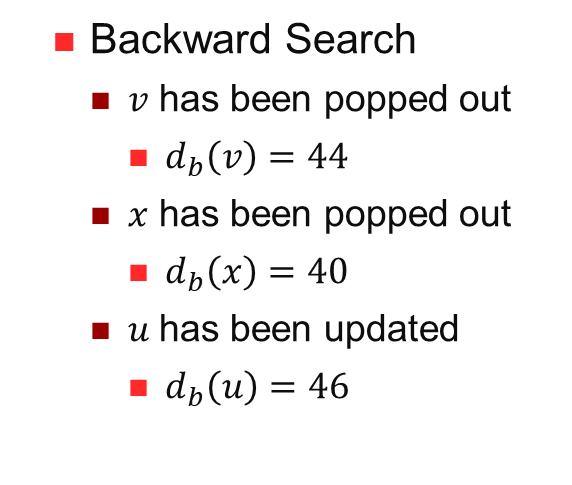 Backward Search
v has been popped out
d_b(v) = 44
x has been popped out
d_b(x) = 40
u has been updated
d_b(u) = 46